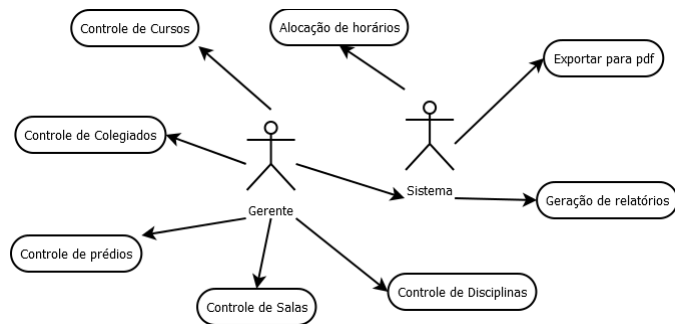 Controle de Cursos
Alocação de horários
Exportar para pdf
Controle de Colegiados
Sistema
Geração de relatórios
Gerente
Controle de prédios
Controle de Disciplinas
Controle de Salas